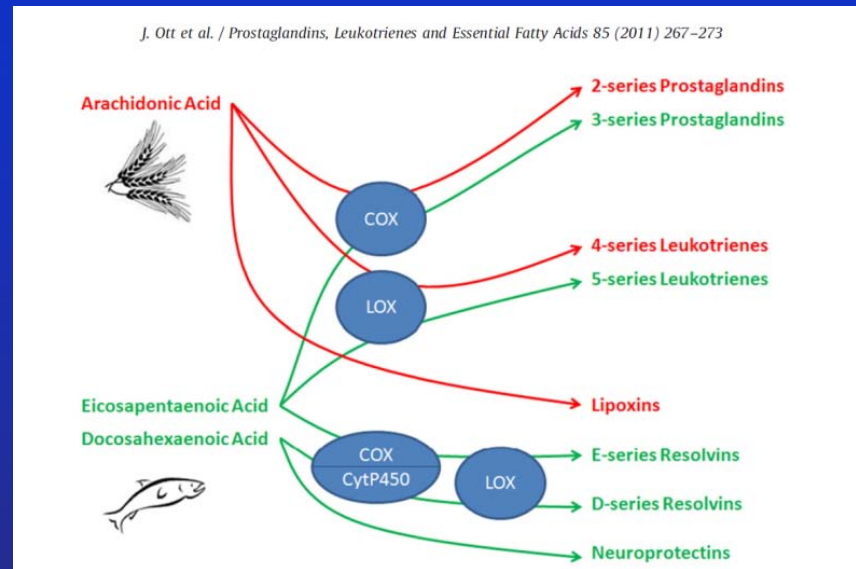 J. Ott et al. / Prostaglandins, Leukotrienes and Essential Fatty Acids 85 (2011) 267–273
Arachidonic Acid
2-series Prostaglandins
3-series Prostaglandins
COX
4-series Leukotrienes
5-series Leukotrienes
LOX
Eicosapentaenoic Acid
Lipoxins
Docosahexaenoic Acid
COX
CytP450
LOX
E-series Resolvins
D-series Resolvins
Neuroprotectins